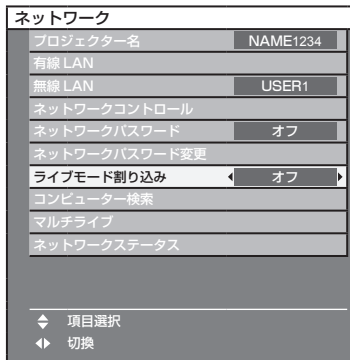 ネットワーク
プロジェクター名 NAME1234
有線 LAN
無線 LAN USER1
ネットワークコントロール
ネットワークパスワード オフ
ネットワークパスワード変更
ライブモード割り込み オフ
コンピューター検索
マルチライブ
ネットワークステータス
項目選択
切換